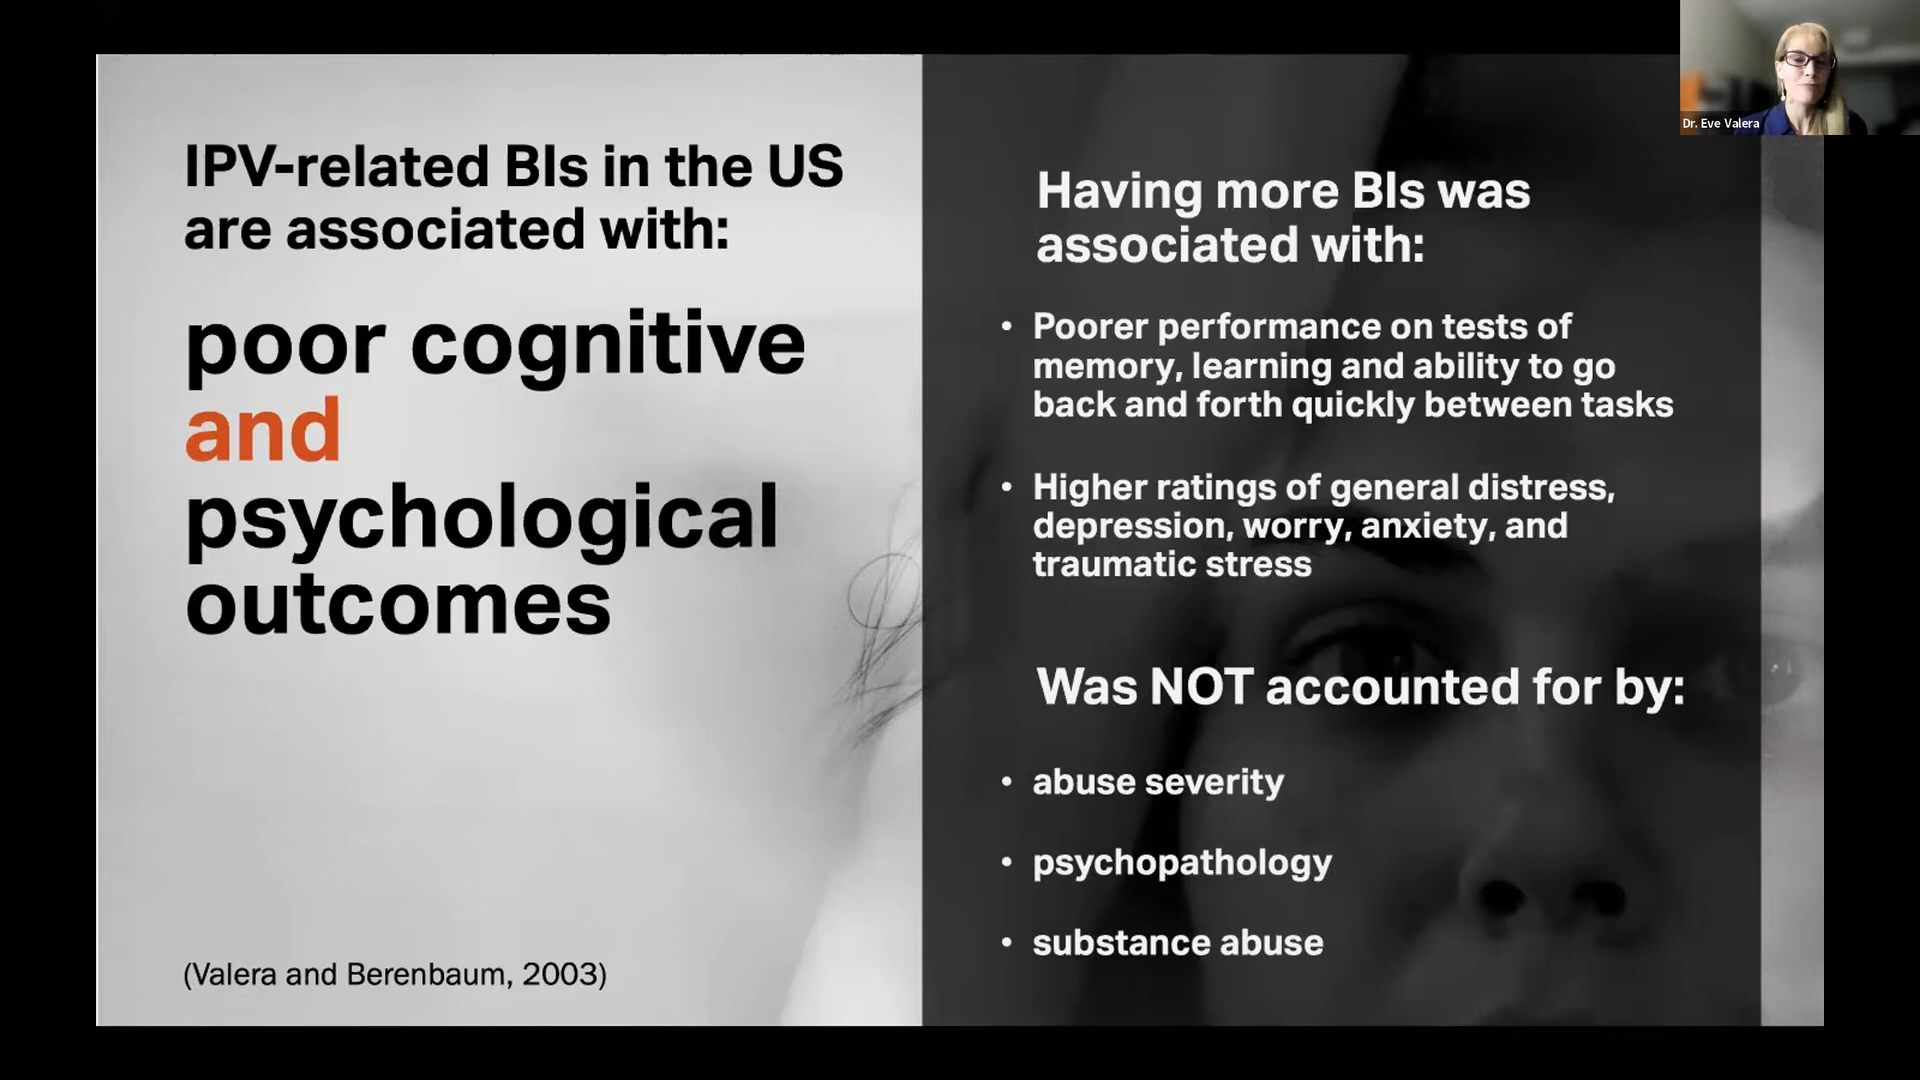 IPV-related BIs in the US
are associated with:
poor cognitive
and
psychological
outcomes
(Valera and Berenbaum, 2003)
Having more BIs was
associated with:
• Poorer performance on tests of
memory, learning and ability to go
back and forth quickly between tasks
• Higher ratings of general distress,
depression, worry, anxiety, and
traumatic stress
Was NOT accounted for by:
• abuse severity
• psychopathology
• substance abuse
Dr. Eve Valera